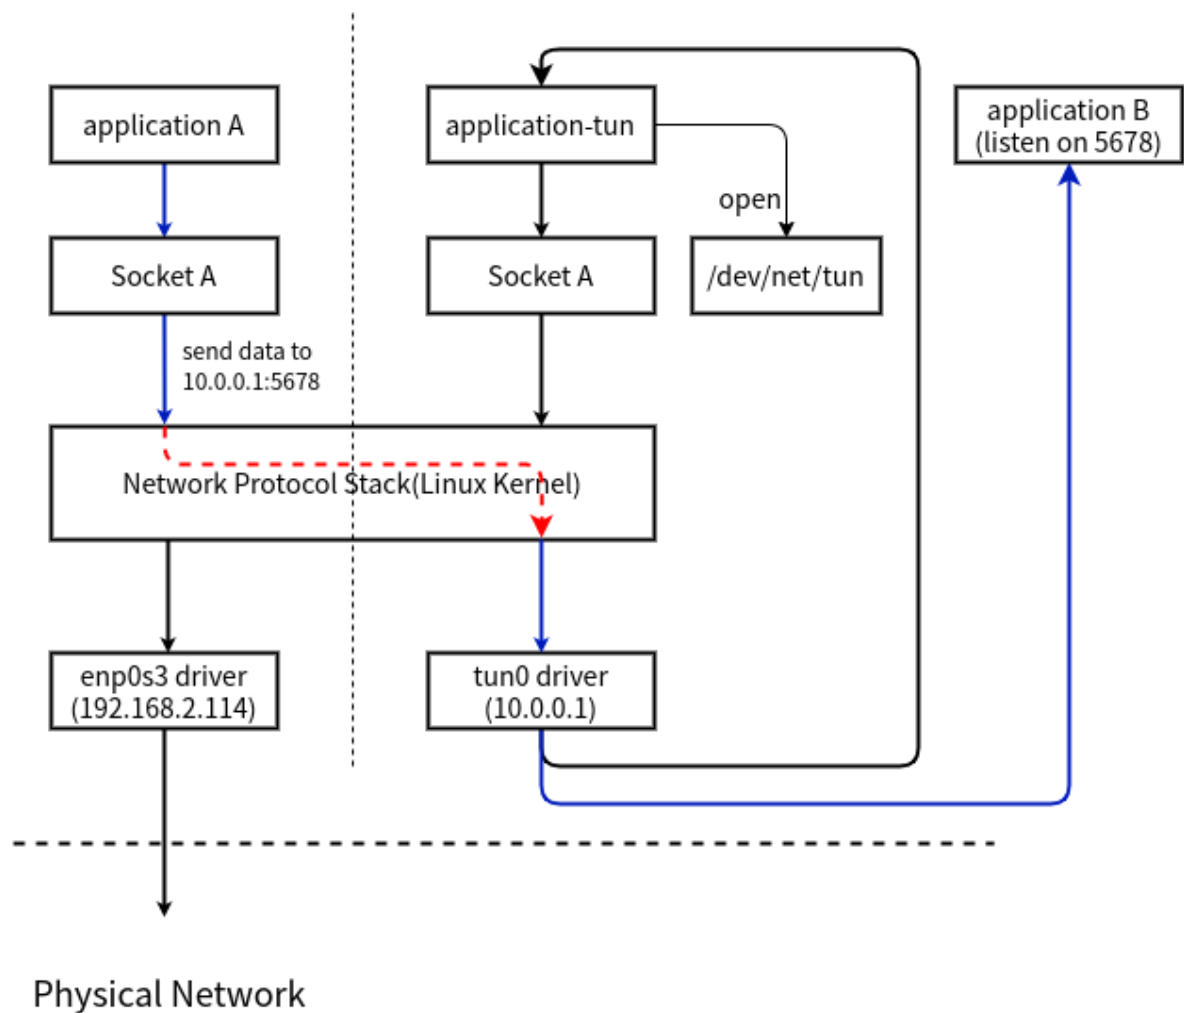 application A
application-tun
application B
(listen on 5678)
open
Socket A
Socket A
/dev/net/tun
send data to
10.0.0.1:5678
Network Protocol Stack(Linux Kernel)
enp0s3 driver
(192.168.2.114)
tun0 driver
(10.0.0.1)
Physical Network